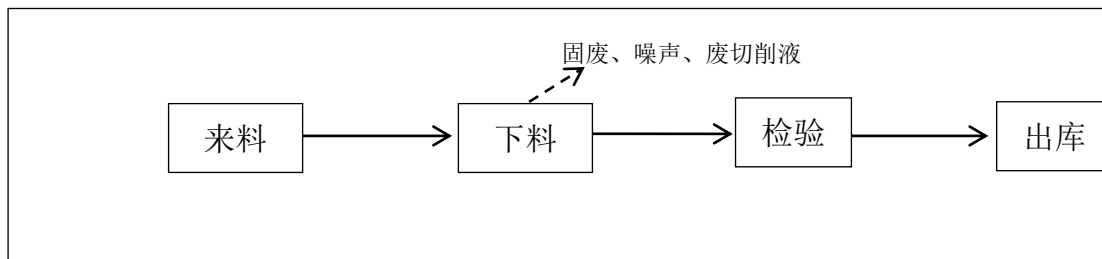 固废、噪声、废切削液
来料
下料
检验
出库